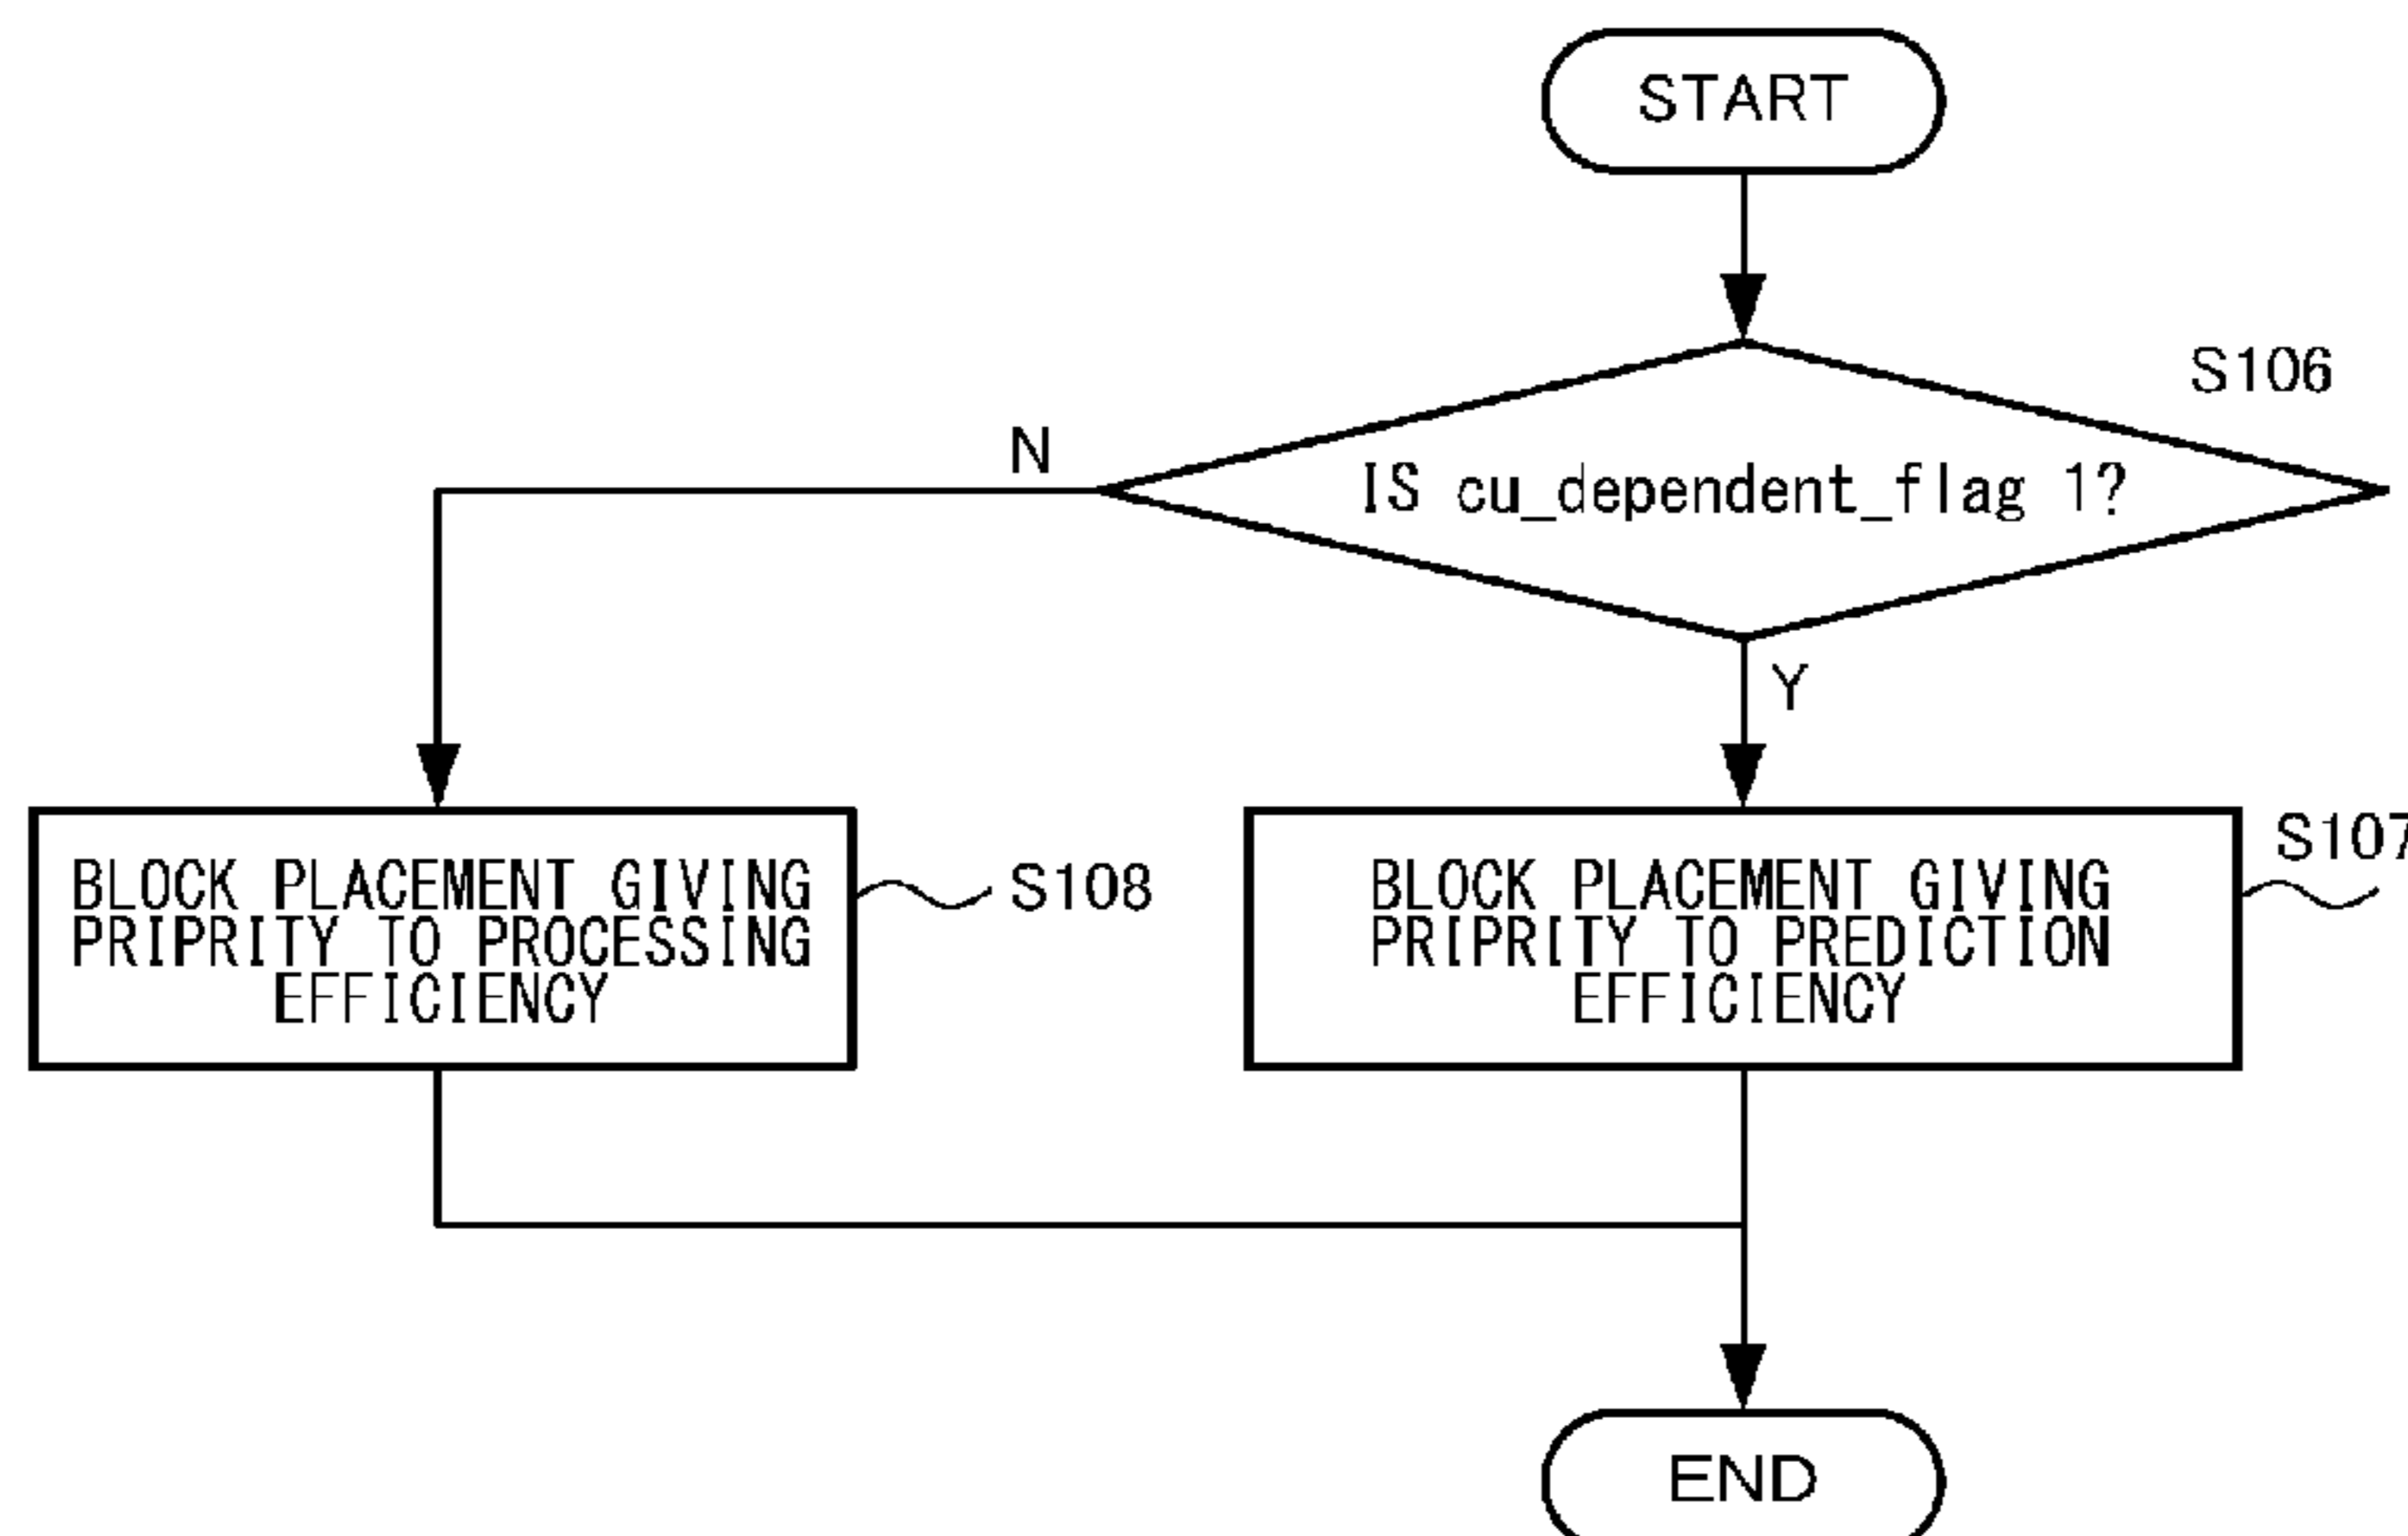 START
S106
N
IS cu_dependent_flag 1?
Y
S107
BLOCK PLACEMENT GIVING
PRIPRITY TO PROCESSING
EFFICIENCY
S108
BLOCK PLACEMENT GIVING
PRIPRITY TO PREDICTION
EFFICIENCY
END